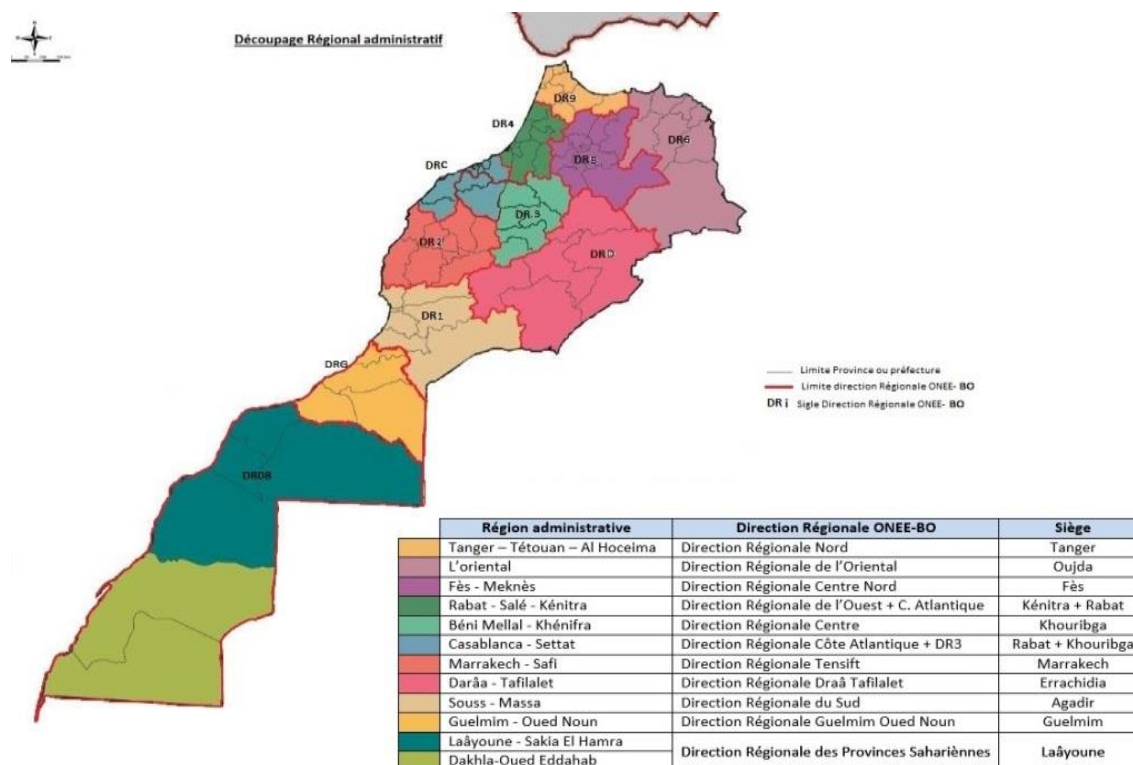 Découpage Régional administratif
DR9
DR4
DR6
DRC
DR5
DR.3
DR2
DRD
DR1
DRG
DR0B
Limite Province ou préfecture
Limite direction Régionale ONEE- BO
DR i Sigle Direction Régionale ONEE- BO
Région administrative Direction Régionale ONEE-BO Siège
Tanger – Tétouan – Al Hoceima Direction Régionale Nord Tanger
L’oriental Direction Régionale de l’Oriental Oujda
Fès - Meknès Direction Régionale Centre Nord Fès
Rabat - Salé - Kénitra Direction Régionale de l’Ouest + C. Atlantique Kénitra + Rabat
Béni Mellal - Khénifra Direction Régionale Centre Khouribga
Casablanca - Settat Direction Régionale Côte Atlantique + DR3 Rabat + Khouribga
Marrakech - Safi Direction Régionale Tensift Marrakech
Darâa - Tafilalet Direction Régionale Draâ Tafilalet Errachidia
Souss - Massa Direction Régionale du Sud Agadir
Guelmim - Oued Noun Direction Régionale Guelmim Oued Noun Guelmim
Laâyoune - Sakia El Hamra
Direction Régionale des Provinces Sahariènnes Laâyoune
Dakhla-Oued Eddahab